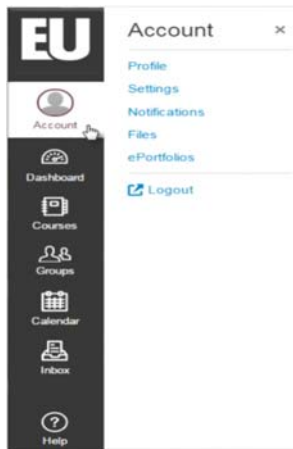 EU
Account
Dashboard
Courses
Groups
Calendar
Inbox
Help
Account ×
Profile
Settings
Notifications
Files
ePortfolios
Logout